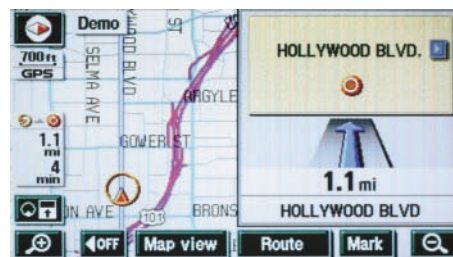 Demo
700ft
GPS
1.1
mi
4
min
SELMA AVE
BLVD
ST
ARGYLE
GOWER ST
N AVE
101
BRONS
HOLLYWOOD BLVD.
1.1 mi
HOLLYWOOD BLVD
OFF
Map view
Route
Mark